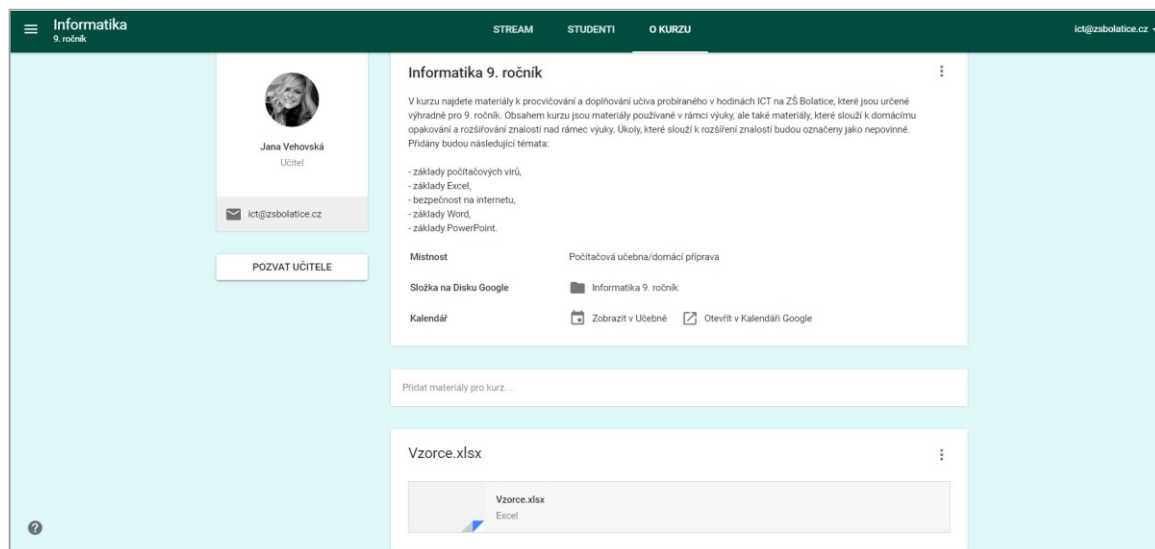 Informatika
9. ročník
STREAM STUDENTI O KURZU
ict@zsbolatice.cz
Jana Vehovská
Učitel
ict@zsbolatice.cz
POZVAT UČITELE
Informatika 9. ročník
V kurzu najdete materiály k procvičování a doplňování učiva probíraného v hodinách ICT na ZŠ Bolatice, které jsou určené
výhradně pro 9. ročník. Obsahem kurzu jsou materiály používané v rámci výuky, ale také materiály, které slouží k domácímu
opakování a rozšiřování znalostí nad rámec výuky. Úkoly, které slouží k rozšíření znalostí budou označeny jako nepovinné.
Přidány budou následující témata:
- základy počítačových virů,
- základy Excel,
- bezpečnost na internetu,
- základy Word,
- základy PowerPoint.
Místnost Počítačová učebna/domácí příprava
Složka na Disku Google Informatika 9. ročník
Kalendář Zobrazit v Učebně Otevřít v Kalendáři Google
Přidat materiály pro kurz...
Vzorce.xlsx
Vzorce.xlsx
Excel